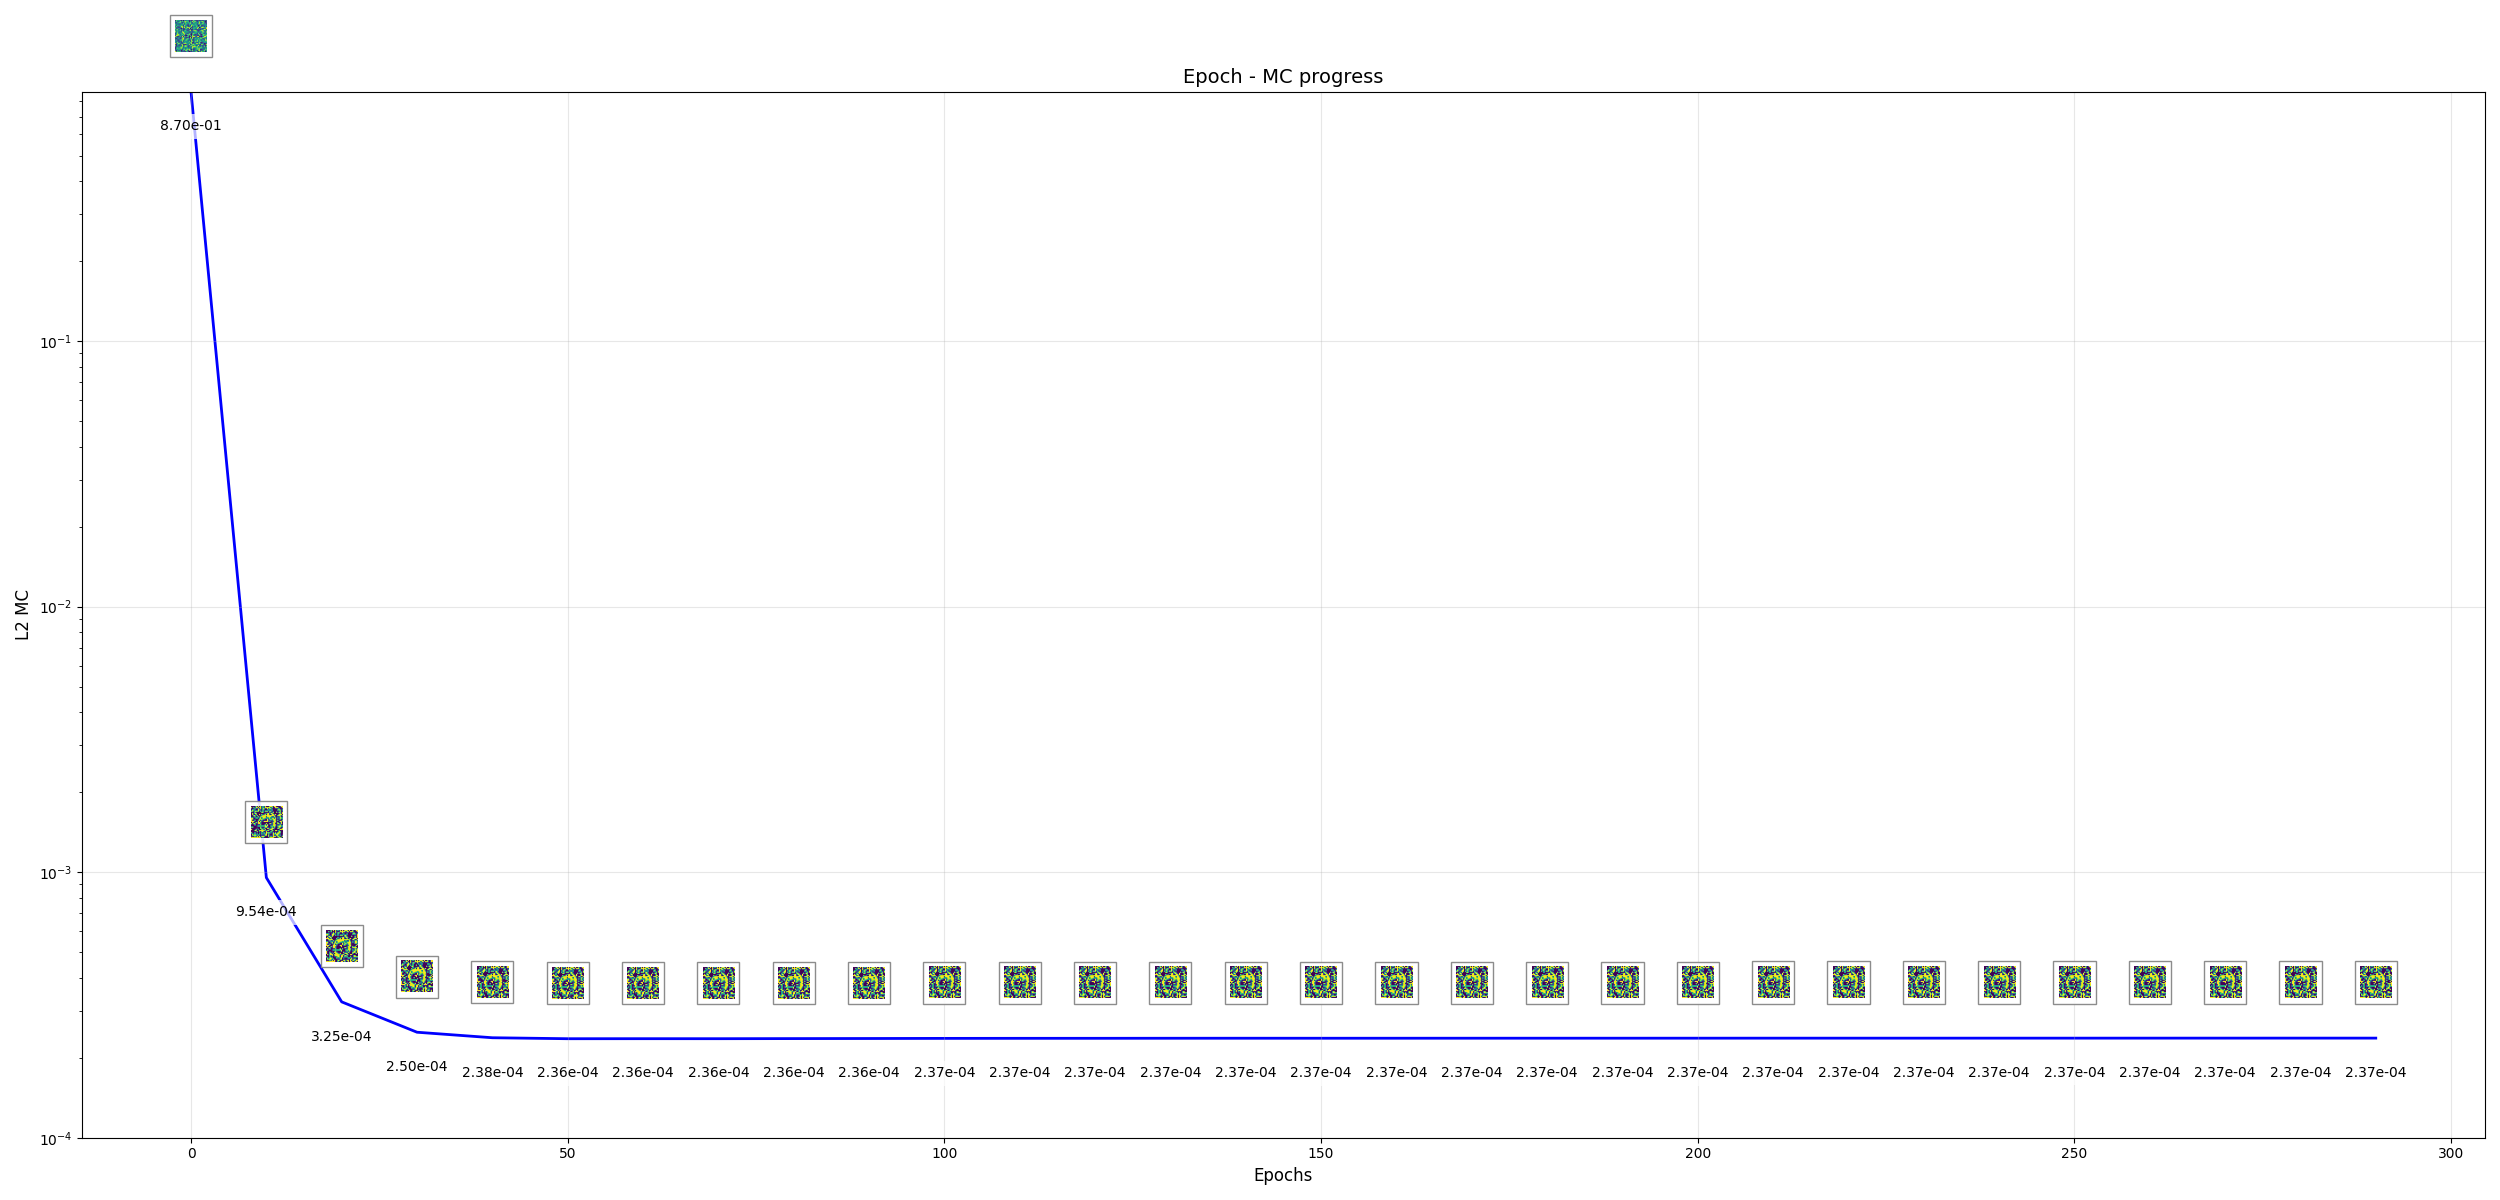 Epoch - MC progress
8.70e-01
10⁻¹
10⁻²
L2 MC
10⁻³
9.54e-04
3.25e-04
2.50e-04
2.38e-04 2.36e-04 2.36e-04 2.36e-04 2.36e-04 2.36e-04 2.37e-04 2.37e-04 2.37e-04 2.37e-04 2.37e-04 2.37e-04 2.37e-04 2.37e-04 2.37e-04 2.37e-04 2.37e-04 2.37e-04 2.37e-04 2.37e-04 2.37e-04 2.37e-04 2.37e-04 2.37e-04 2.37e-04 2.37e-04
10⁻⁴
0 50 100 150 200 250 300
Epochs